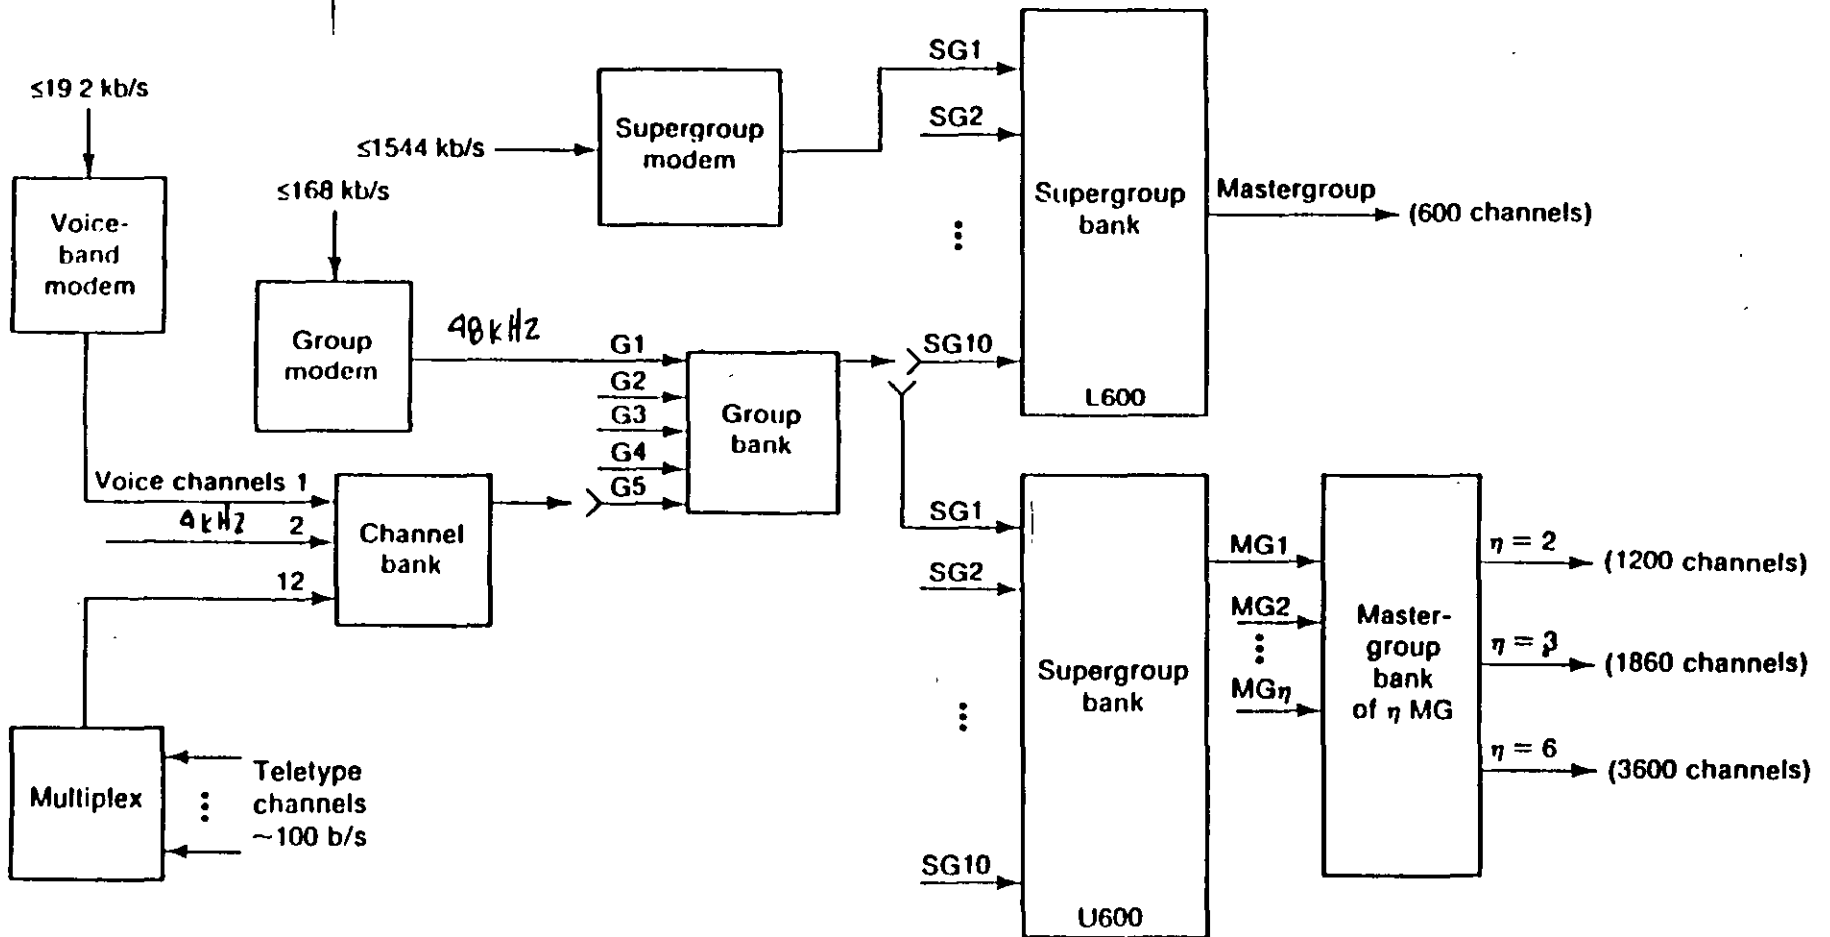 ≤19 2 kb/s
Voice-
band
modem
≤1544 kb/s
≤168 kb/s
Supergroup
modem
Group
modem
48kHz
SG1
SG2
SG10
Supergroup
bank
L600
Mastergroup
(600 channels)
G1
G2
G3
G4
G5
Group
bank
Voice channels 1
4kHz
2
12
Channel
bank
Multiplex
Teletype
channels
~100 b/s
SG1
SG2
SG10
Supergroup
bank
U600
MG1
MG2
MGη
Master-
group
bank
of η MG
η = 2
(1200 channels)
η = 3
(1860 channels)
η = 6
(3600 channels)